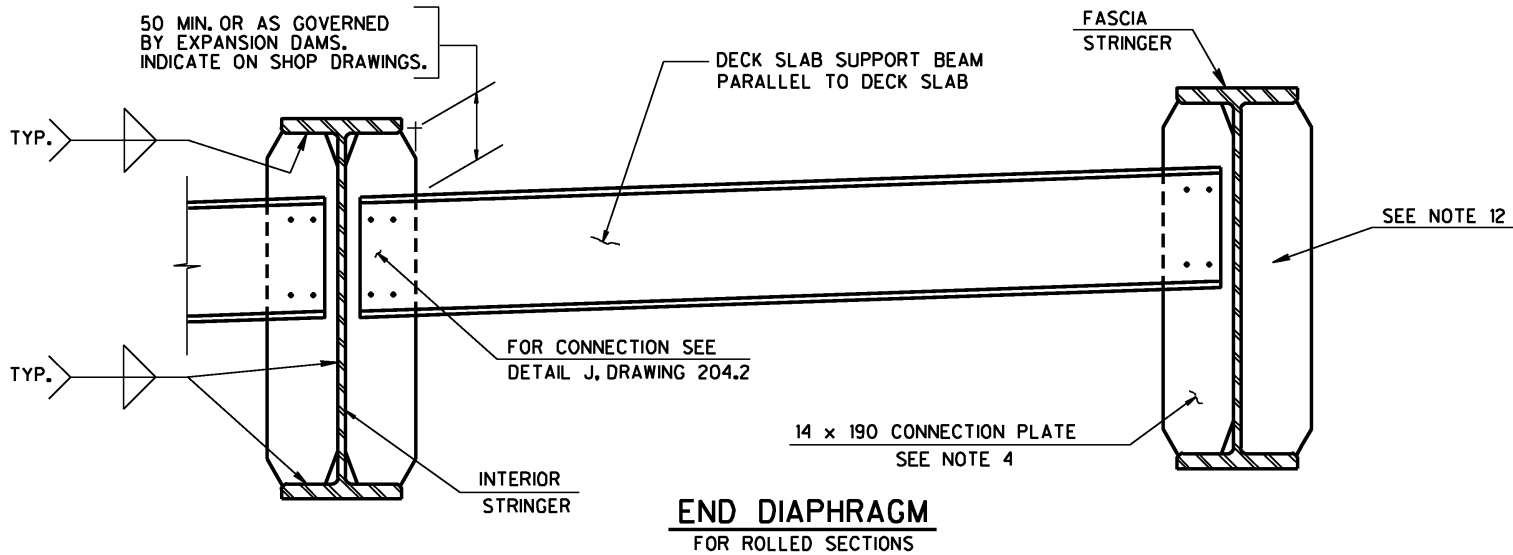 50 MIN. OR AS GOVERNED
BY EXPANSION DAMS.
INDICATE ON SHOP DRAWINGS.
FASCIA
STRINGER
DECK SLAB SUPPORT BEAM
PARALLEL TO DECK SLAB
TYP.
SEE NOTE 12
FOR CONNECTION SEE
DETAIL J, DRAWING 204.2
TYP.
14 x 190 CONNECTION PLATE
SEE NOTE 4
INTERIOR
STRINGER
END DIAPHRAGM
FOR ROLLED SECTIONS